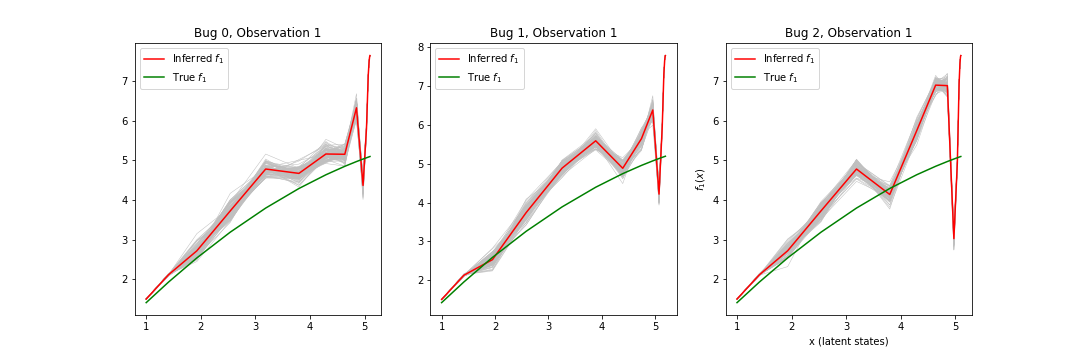 Bug 0, Observation 1
Inferred f₁
True f₁
7
6
5
4
3
2
1 2 3 4 5
Bug 1, Observation 1
Inferred f₁
True f₁
8
7
6
5
4
3
2
1 2 3 4 5
Bug 2, Observation 1
Inferred f₁
True f₁
f₁(x)
7
6
5
4
3
2
1 2 3 4 5
x (latent states)